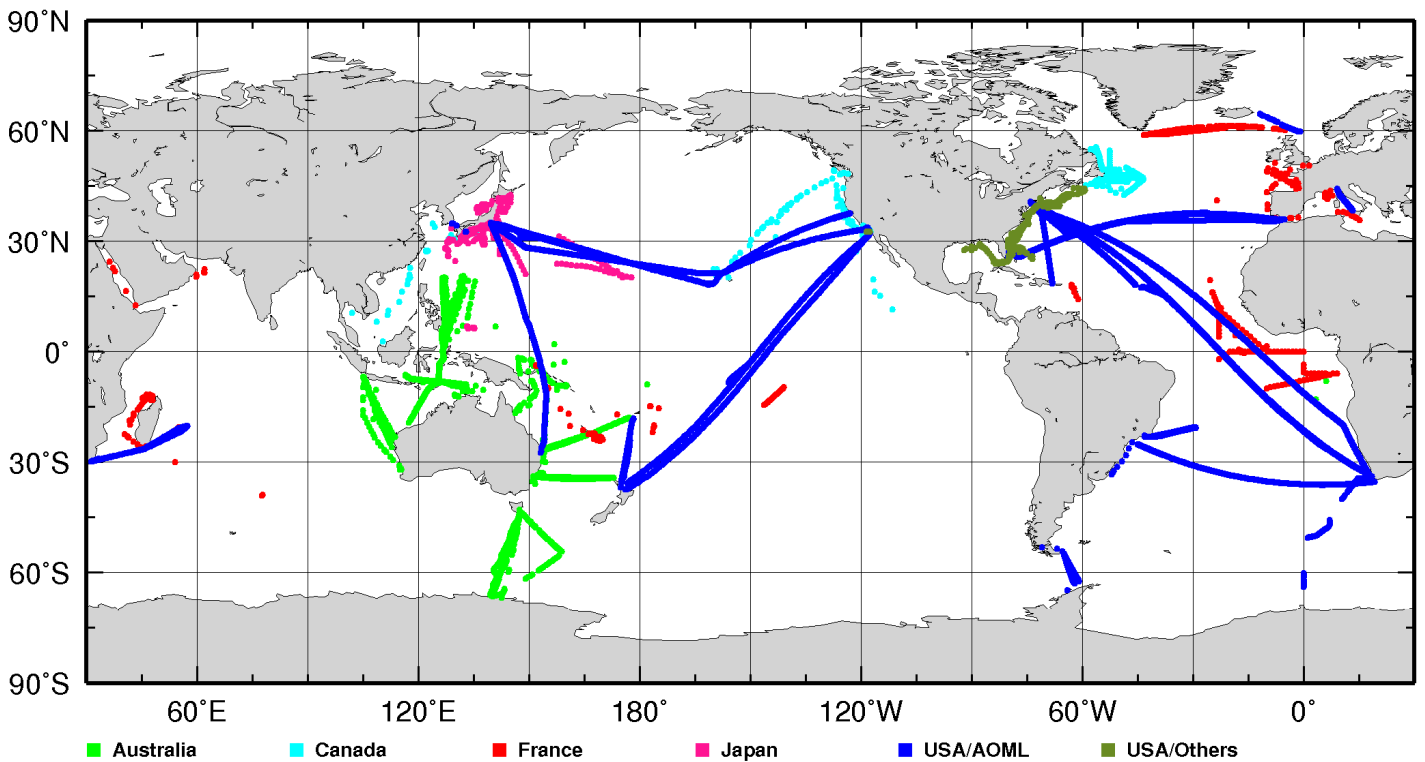 90˚N
60˚N
30˚N
0˚
30˚S
60˚S
90˚S
60˚E 120˚E 180˚ 120˚W 60˚W 0˚
Australia Canada France Japan USA/AOML USA/Others